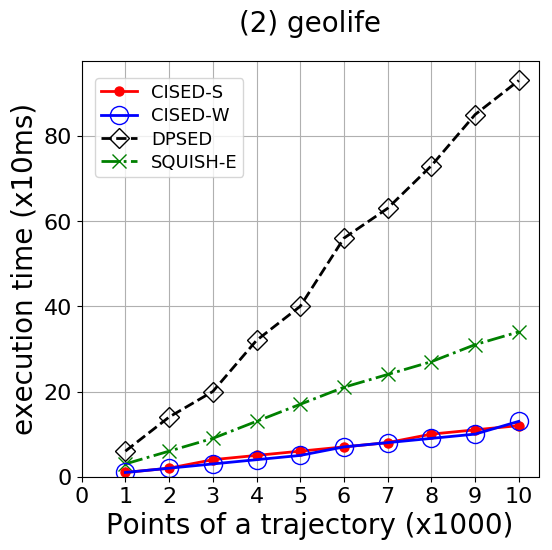 (2) geolife
CISED-S
CISED-W
DPSED
SQUISH-E
execution time (x10ms)
80
60
40
20
0
0 1 2 3 4 5 6 7 8 9 10
Points of a trajectory (x1000)